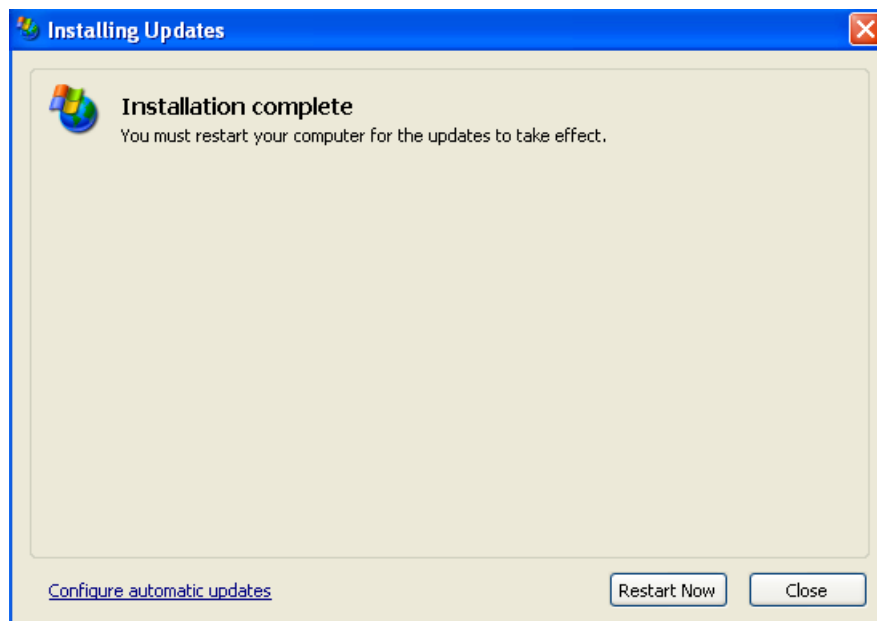 Installing Updates
Installation complete
You must restart your computer for the updates to take effect.
Configure automatic updates
Restart Now
Close